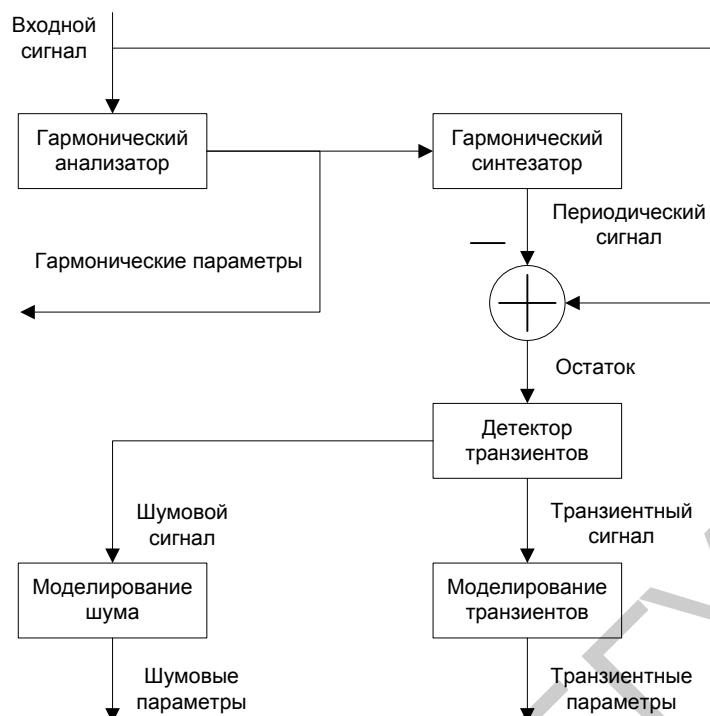 Входной
сигнал
Гармонический
анализатор
Гармонический
синтезатор
Периодический
сигнал
Гармонические параметры
Остаток
Детектор
транзиентов
Шумовой
сигнал
Транзиентный
сигнал
Моделирование
шума
Моделирование
транзиентов
Шумовые
параметры
Транзиентные
параметры